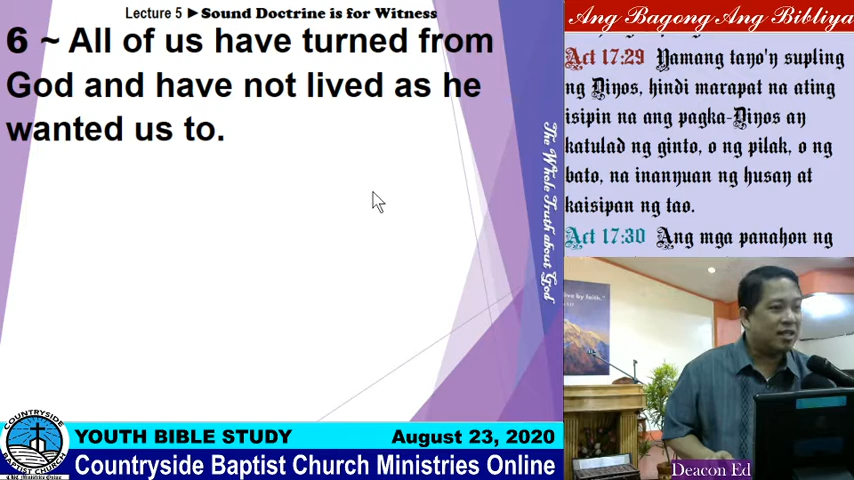 Lecture 5 ►Sound Doctrine is for Witness
6 ~ All of us have turned from
God and have not lived as he
wanted us to.
The Whole Truth about God
Ang Bagong Ang Bibliya
Act 17:29 Yamang tayo'y supling
ng Diyos, hindi marapat na ating
isipin na ang pagka-Diyos ay
katulad ng ginto, o ng pilak, o ng
bato, na inanyuan ng husay at
kaisipan ng tao.
Act 17:30 Ang mga panahon ng
live by faith."
Deacon Ed
COUNTRYSIDE
BAPTIST CHURCH
YOUTH BIBLE STUDY August 23, 2020
Countryside Baptist Church Ministries Online